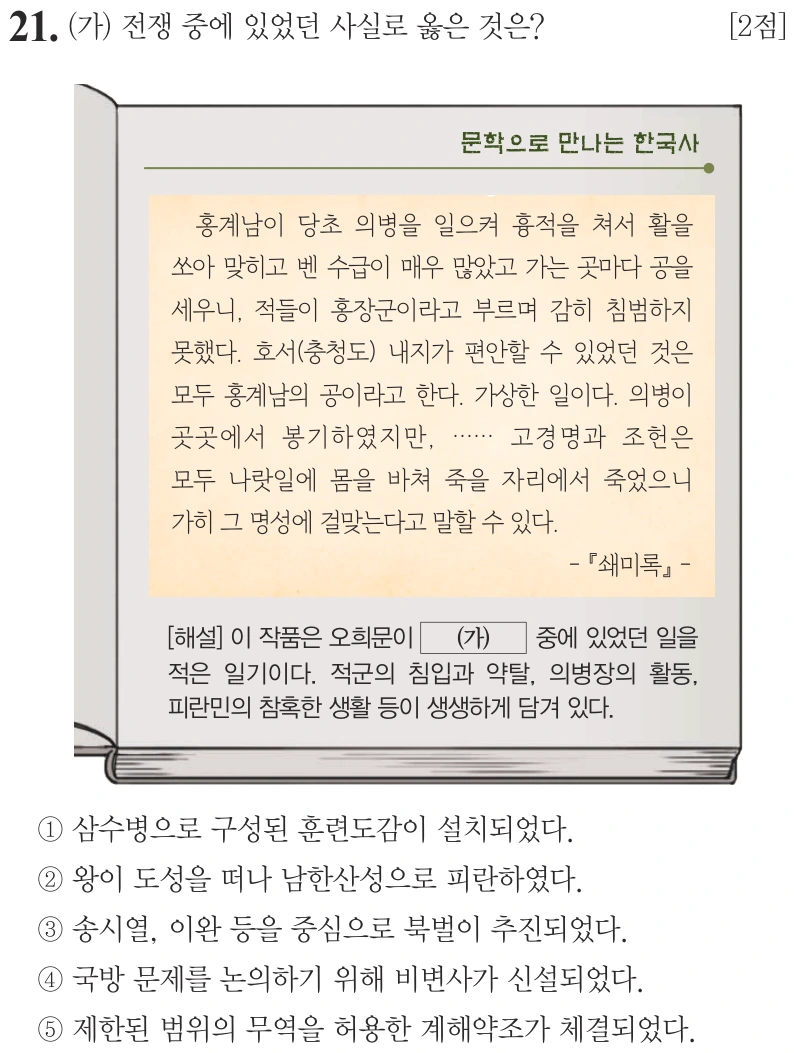 21. (가) 전쟁 중에 있었던 사실로 옳은 것은? [2점]
문학으로 만나는 한국사
홍계남이 당초 의병을 일으켜 흉적을 쳐서 활을
쏘아 맞히고 벤 수급이 매우 많았고 가는 곳마다 공을
세우니, 적들이 홍장군이라고 부르며 감히 침범하지
못했다. 호서(충청도) 내지가 편안할 수 있었던 것은
모두 홍계남의 공이라고 한다. 가상한 일이다. 의병이
곳곳에서 봉기하였지만, …… 고경명과 조헌은
모두 나랏일에 몸을 바쳐 죽을 자리에서 죽었으니
가히 그 명성에 걸맞는다고 말할 수 있다.
- 『쇄미록』 -
[해설] 이 작품은 오희문이 (가) 중에 있었던 일을
적은 일기이다. 적군의 침입과 약탈, 의병장의 활동,
피란민의 참혹한 생활 등이 생생하게 담겨 있다.
① 삼수병으로 구성된 훈련도감이 설치되었다.
② 왕이 도성을 떠나 남한산성으로 피란하였다.
③ 송시열, 이완 등을 중심으로 북벌이 추진되었다.
④ 국방 문제를 논의하기 위해 비변사가 신설되었다.
⑤ 제한된 범위의 무역을 허용한 계해약조가 체결되었다.